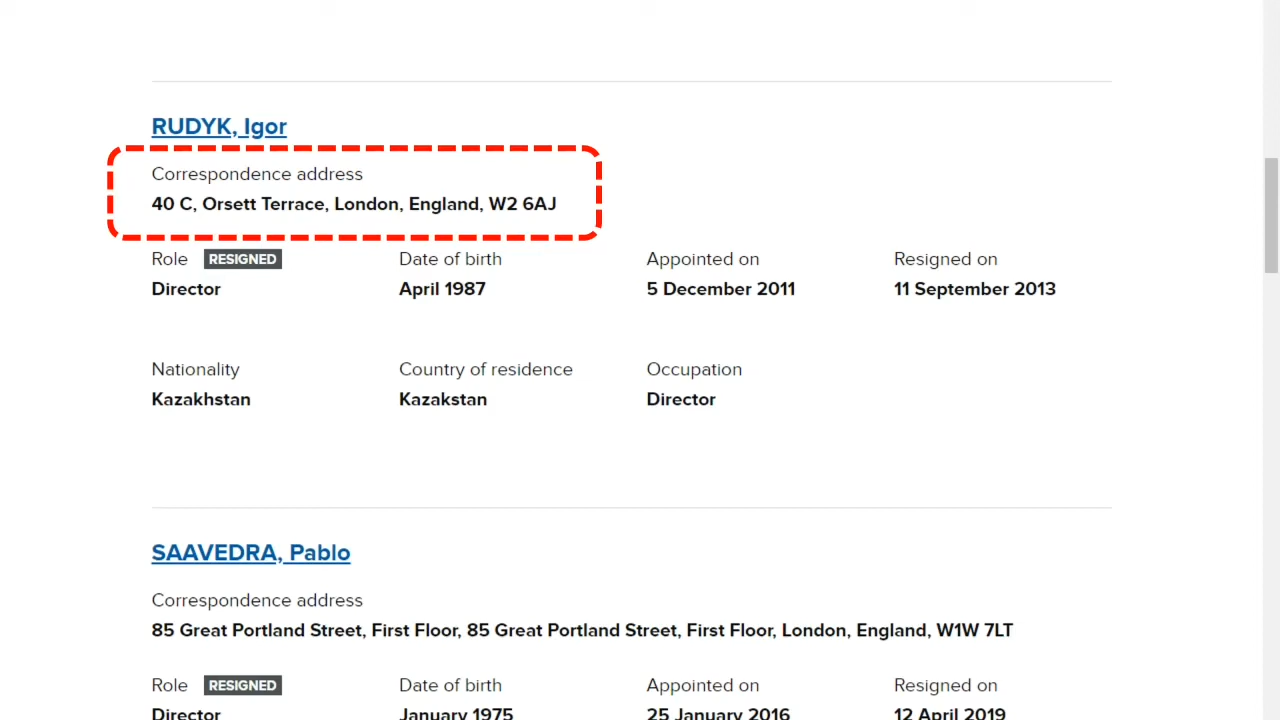 RUDYK, Igor
Correspondence address
40 C, Orsett Terrace, London, England, W2 6AJ
Role RESIGNED Date of birth Appointed on Resigned on
Director April 1987 5 December 2011 11 September 2013
Nationality Country of residence Occupation
Kazakhstan Kazakstan Director
SAAVEDRA, Pablo
Correspondence address
85 Great Portland Street, First Floor, 85 Great Portland Street, First Floor, London, England, W1W 7LT
Role RESIGNED Date of birth Appointed on Resigned on
Director January 1975 25 January 2016 12 April 2019